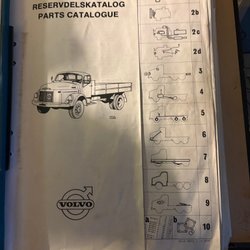 RESERVDELSKATALOG
PARTS CATALOGUE
2b
2c
2d
3
4
5
6
7
8
9
10
a
b
VOLVO